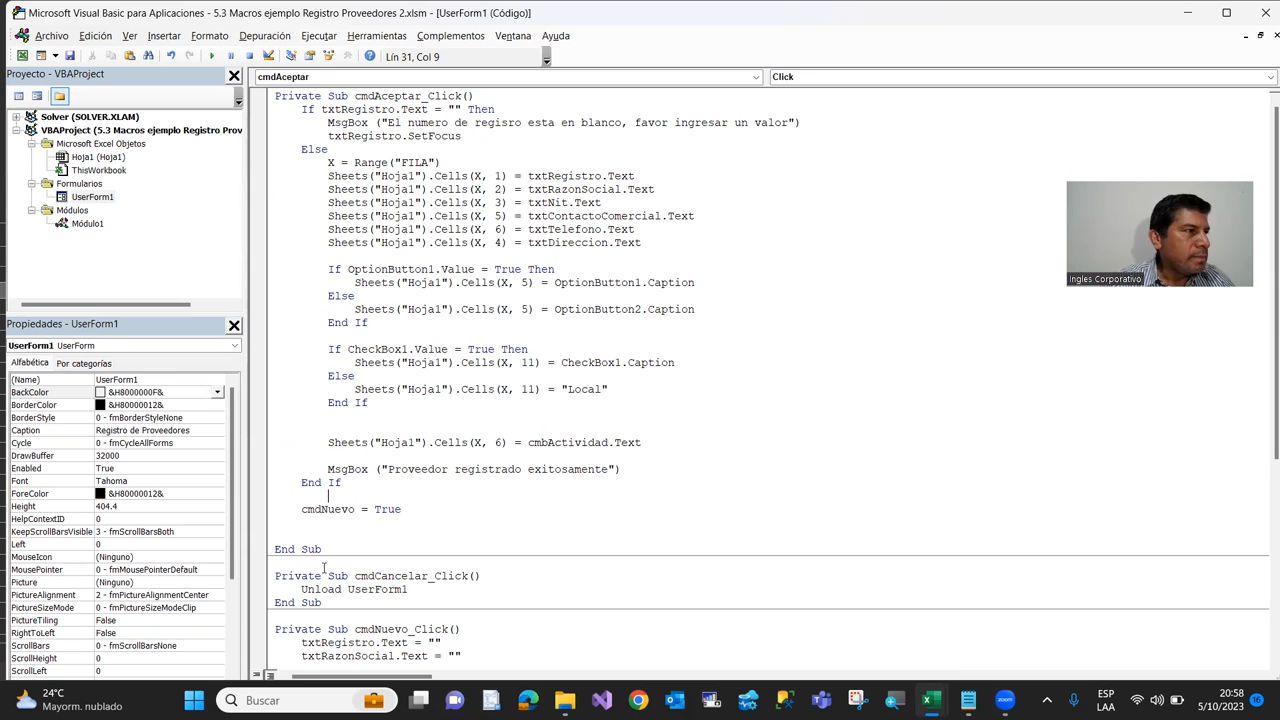 Microsoft Visual Basic para Aplicaciones - 5.3 Macros ejemplo Registro Proveedores 2.xlsm - [UserForm1 (Código)]
Archivo Edición Ver Insertar Formato Depuración Ejecutar Herramientas Complementos Ventana Ayuda
Lín 31, Col 9
Proyecto - VBAProject
cmdAceptar
Click
Solver (SOLVER.XLAM)
VBAProject (5.3 Macros ejemplo Registro Prov
Microsoft Excel Objetos
Hoja1 (Hoja1)
ThisWorkbook
Formularios
UserForm1
Módulos
Módulo1
Propiedades - UserForm1
UserForm1 UserForm
Alfabética Por categorías
(Name) UserForm1
BackColor &H8000000F&
BorderColor &H80000012&
BorderStyle 0 - fmBorderStyleNone
Caption Registro de Proveedores
Cycle 0 - fmCycleAllForms
DrawBuffer 32000
Enabled True
Font Tahoma
ForeColor &H80000012&
Height 404.4
HelpContextID 0
KeepScrollBarsVisible 3 - fmScrollBarsBoth
Left 0
MouseIcon (Ninguno)
MousePointer 0 - fmMousePointerDefault
Picture (Ninguno)
PictureAlignment 2 - fmPictureAlignmentCenter
PictureSizeMode 0 - fmPictureSizeModeClip
PictureTiling False
RightToLeft False
ScrollBars 0 - fmScrollBarsNone
ScrollHeight 0
ScrollLeft 0
Private Sub cmdAceptar_Click()
If txtRegistro.Text = "" Then
MsgBox ("El numero de regisro esta en blanco, favor ingresar un valor")
txtRegistro.SetFocus
Else
X = Range("FILA")
Sheets("Hoja1").Cells(X, 1) = txtRegistro.Text
Sheets("Hoja1").Cells(X, 2) = txtRazonSocial.Text
Sheets("Hoja1").Cells(X, 3) = txtNit.Text
Sheets("Hoja1").Cells(X, 5) = txtContactoComercial.Text
Sheets("Hoja1").Cells(X, 6) = txtTelefono.Text
Sheets("Hoja1").Cells(X, 4) = txtDireccion.Text
If OptionButton1.Value = True Then
Sheets("Hoja1").Cells(X, 5) = OptionButton1.Caption
Else
Sheets("Hoja1").Cells(X, 5) = OptionButton2.Caption
End If
If CheckBox1.Value = True Then
Sheets("Hoja1").Cells(X, 11) = CheckBox1.Caption
Else
Sheets("Hoja1").Cells(X, 11) = "Local"
End If
Sheets("Hoja1").Cells(X, 6) = cmbActividad.Text
MsgBox ("Proveedor registrado exitosamente")
End If
cmdNuevo = True
End Sub
Private Sub cmdCancelar_Click()
Unload UserForm1
End Sub
Private Sub cmdNuevo_Click()
txtRegistro.Text = ""
txtRazonSocial.Text = ""
Ingles Corporativo
24°C
Mayorm. nublado
Buscar
ESP
LAA
20:58
5/10/2023